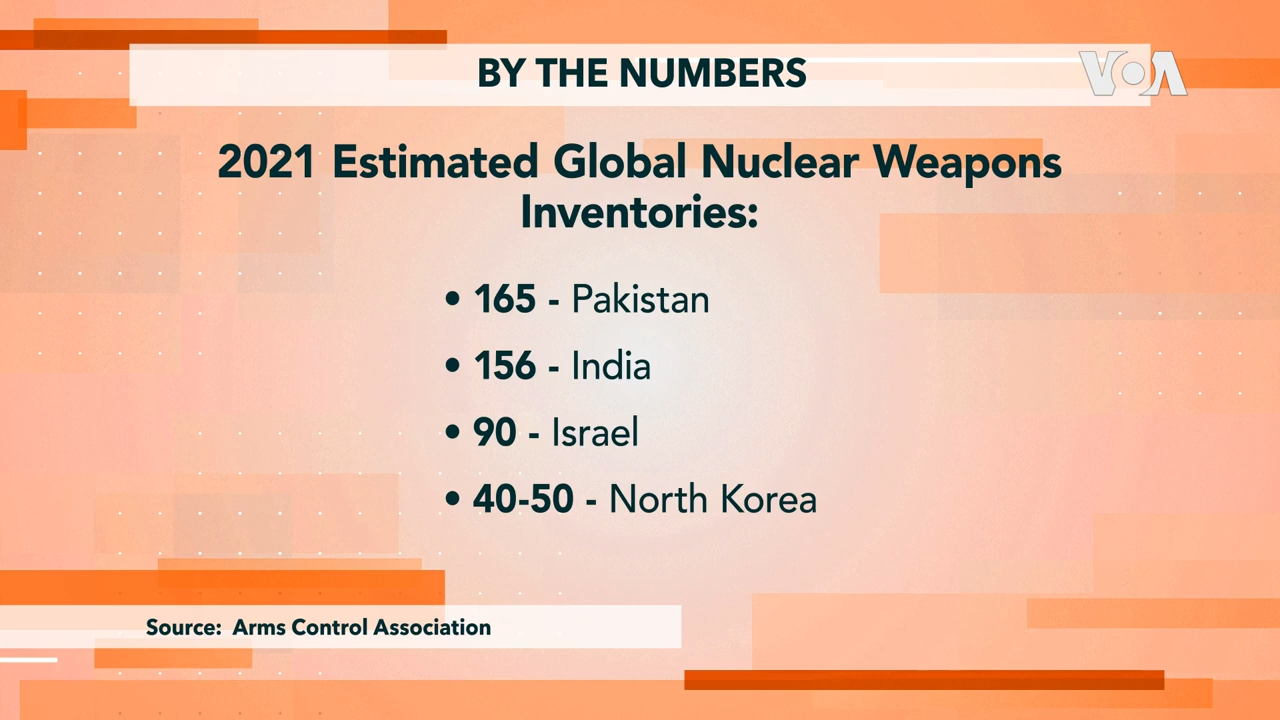 BY THE NUMBERS
VOA
2021 Estimated Global Nuclear Weapons
Inventories:
• 165 - Pakistan
• 156 - India
• 90 - Israel
• 40-50 - North Korea
Source: Arms Control Association